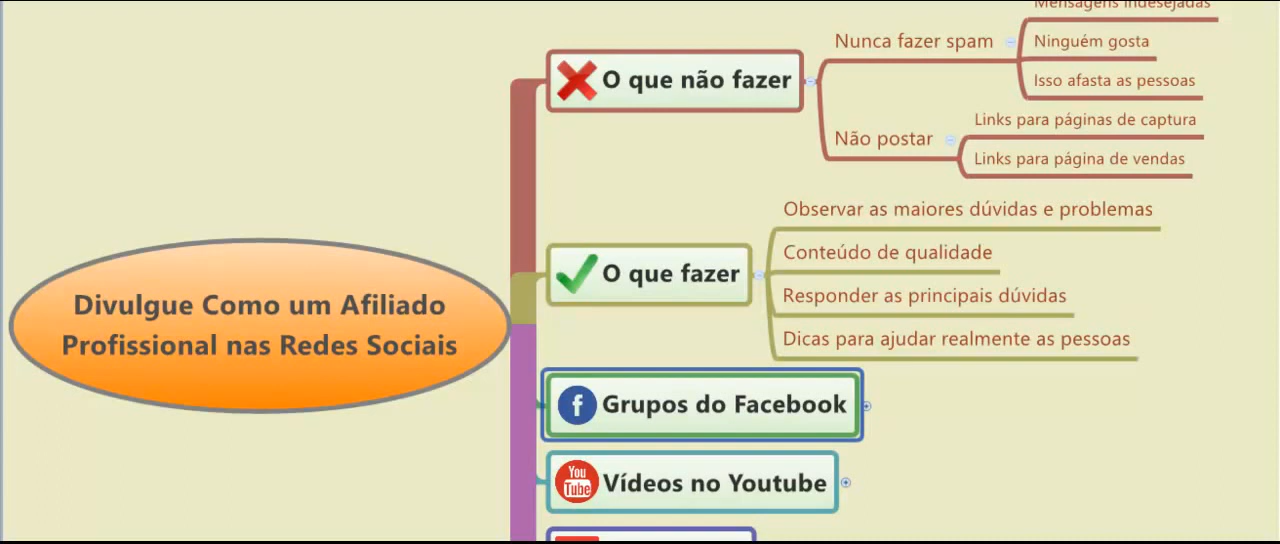 Divulgue Como um Afiliado
Profissional nas Redes Sociais
O que não fazer
Nunca fazer spam
Mensagens indesejadas
Ninguém gosta
Isso afasta as pessoas
Não postar
Links para páginas de captura
Links para página de vendas
O que fazer
Observar as maiores dúvidas e problemas
Conteúdo de qualidade
Responder as principais dúvidas
Dicas para ajudar realmente as pessoas
f
Grupos do Facebook
You
Tube
Vídeos no Youtube